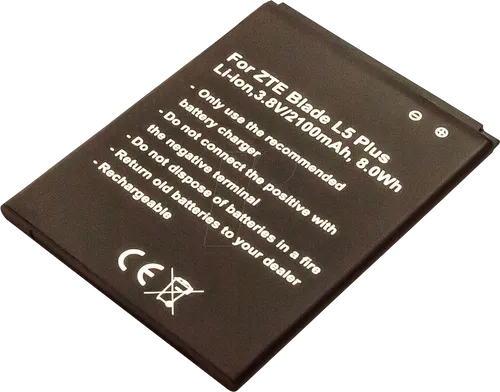 For ZTE Blade L5 Plus
Li-Ion,3.8V/2100mAh, 8.0Wh
- Only use the recommended
battery charger
- Do not connect the positive with
the negative terminal
- Do not dispose of batteries in a fire
- Return old batteries to your dealer
- Rechargeable
CE